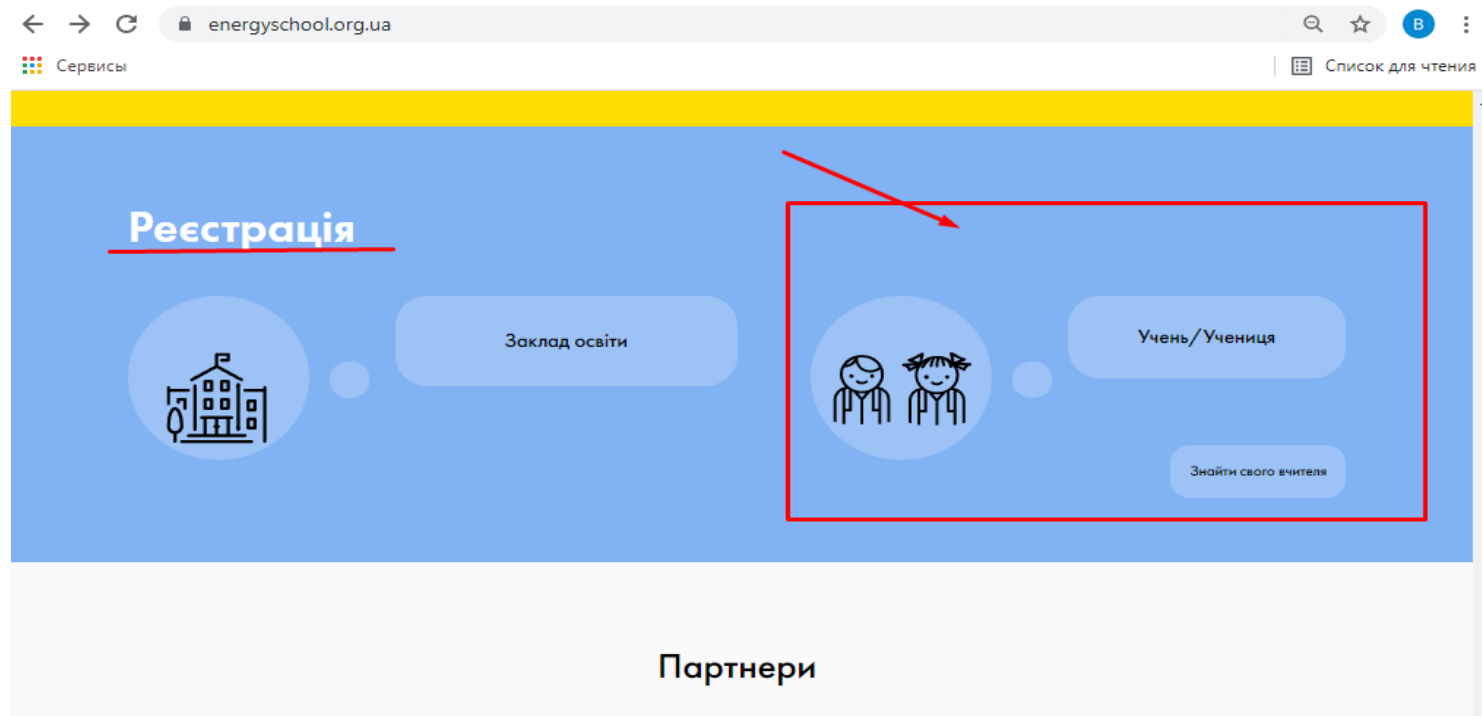 energyschool.org.ua
B
Сервисы
Список для чтения
Реєстрація
Заклад освіти
Учень/Учениця
Знайти свого вчителя
Партнери